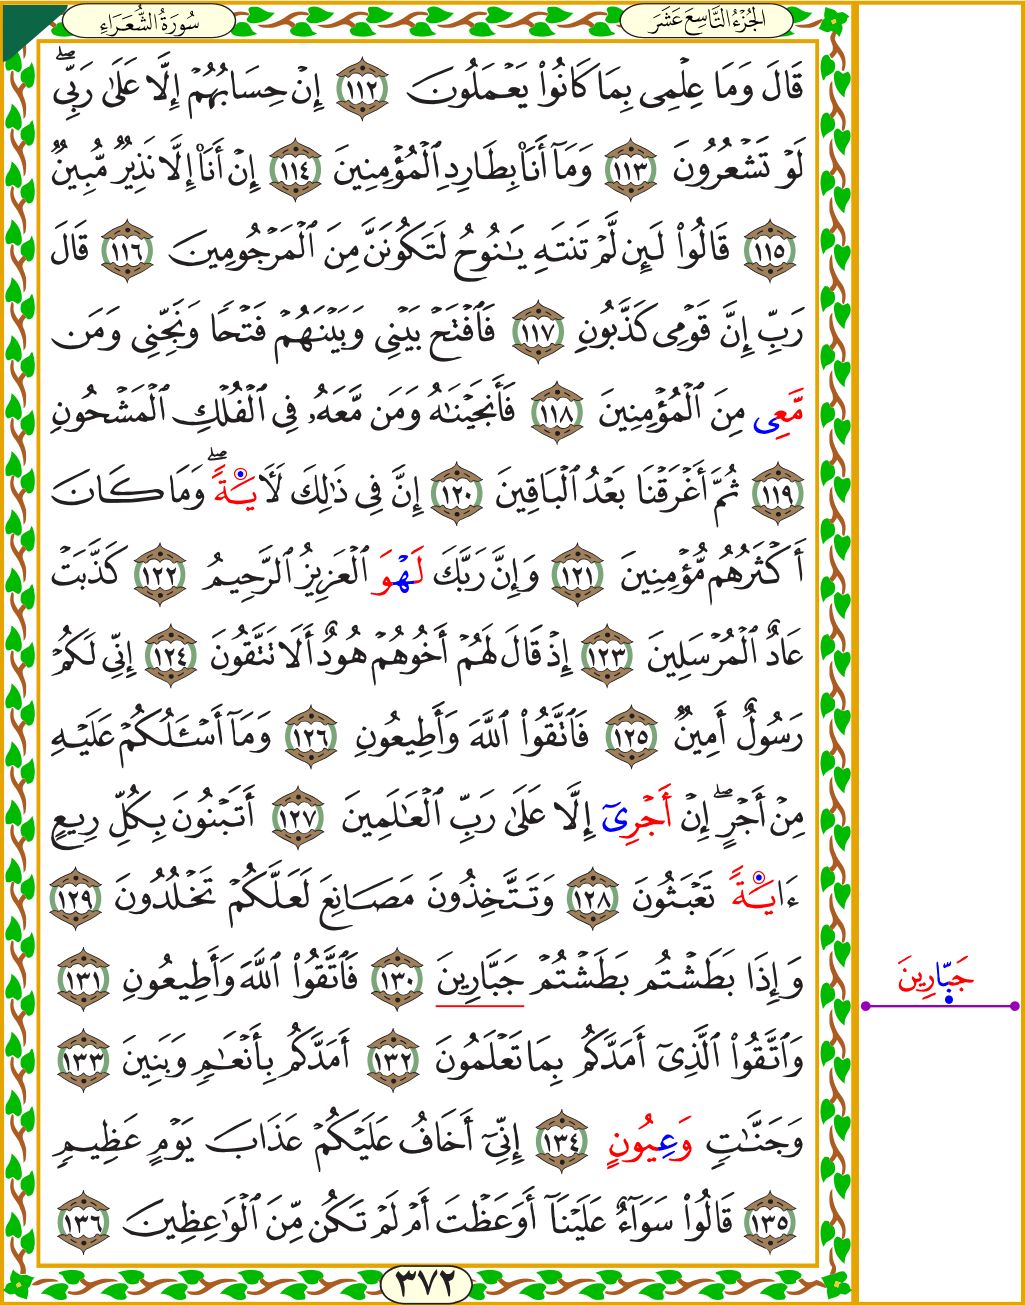 الجُزْءُ التَّاسِعَ عَشَرَ
سُورَةُ الشُّعَرَاءِ
قَالَ وَمَا عِلْمِى بِمَا كَانُواْ يَعْمَلُونَ ١١٢ إِنْ حِسَابُهُمْ إِلَّا عَلَىٰ رَبِّىۖ
لَوْ تَشْعُرُونَ ١١٣ وَمَآ أَنَا۠ بِطَارِدِ ٱلْمُؤْمِنِينَ ١١٤ إِنْ أَنَا۠ إِلَّا نَذِيرٌ مُّبِينٌ
١١٥ قَالُواْ لَئِن لَّمْ تَنتَهِ يَٰنُوحُ لَتَكُونَنَّ مِنَ ٱلْمَرْجُومِينَ ١١٦ قَالَ
رَبِّ إِنَّ قَوْمِى كَذَّبُونِ ١١٧ فَٱفْتَحْ بَيْنِى وَبَيْنَهُمْ فَتْحًا وَنَجِّنِى وَمَن
مَّعِى مِنَ ٱلْمُؤْمِنِينَ ١١٨ فَأَنجَيْنَٰهُ وَمَن مَّعَهُۥ فِى ٱلْفُلْكِ ٱلْمَشْحُونِ
١١٩ ثُمَّ أَغْرَقْنَا بَعْدُ ٱلْبَاقِينَ ١٢٠ إِنَّ فِى ذَٰلِكَ لَأَيَةًۖ وَمَا كَانَ
أَكْثَرُهُم مُّؤْمِنِينَ ١٢١ وَإِنَّ رَبَّكَ لَهْوَ ٱلْعَزِيزُ ٱلرَّحِيمُ ١٢٢ كَذَّبَتْ
عَادٌ ٱلْمُرْسَلِينَ ١٢٣ إِذْ قَالَ لَهُمْ أَخُوهُمْ هُودٌ أَلَا تَتَّقُونَ ١٢٤ إِنِّى لَكُمْ
رَسُولٌ أَمِينٌ ١٢٥ فَٱتَّقُواْ ٱللَّهَ وَأَطِيعُونِ ١٢٦ وَمَآ أَسْـَٔلُكُمْ عَلَيْهِ
مِنْ أَجْرٍۖ إِنْ أَجْرِىٓ إِلَّا عَلَىٰ رَبِّ ٱلْعَٰلَمِينَ ١٢٧ أَتَبْنُونَ بِكُلِّ رِيعٍ
ءَايَةً تَعْبَثُونَ ١٢٨ وَتَتَّخِذُونَ مَصَانِعَ لَعَلَّكُمْ تَخْلُدُونَ ١٢٩
وَإِذَا بَطَشْتُم بَطَشْتُمْ جَبَّارِينَ ١٣٠ فَٱتَّقُواْ ٱللَّهَ وَأَطِيعُونِ ١٣١
جَبَّارِينَ
وَٱتَّقُواْ ٱلَّذِىٓ أَمَدَّكُم بِمَا تَعْلَمُونَ ١٣٢ أَمَدَّكُم بِأَنْعَٰمٍ وَبَنِينَ ١٣٣
وَجَنَّٰتٍ وَعِيُونٍ ١٣٤ إِنِّىٓ أَخَافُ عَلَيْكُمْ عَذَابَ يَوْمٍ عَظِيمٍ
١٣٥ قَالُواْ سَوَآءٌ عَلَيْنَآ أَوَعَظْتَ أَمْ لَمْ تَكُن مِّنَ ٱلْوَٰعِظِينَ ١٣٦
٣٧٢